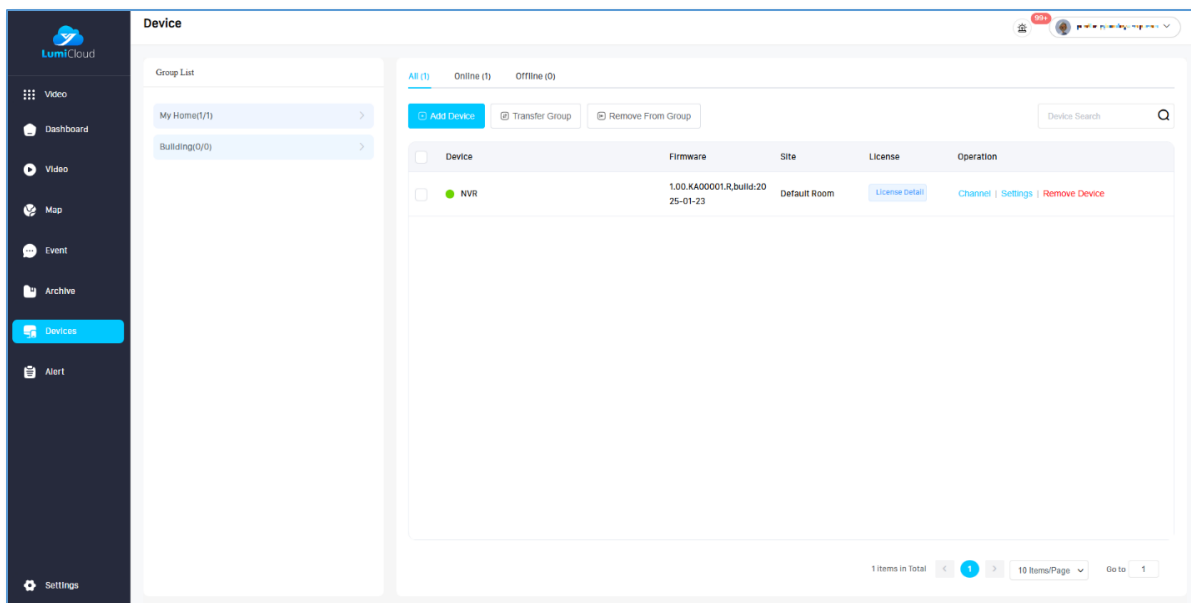 LumiCloud
Video
Dashboard
Video
Map
Event
Archive
Devices
Alert
Settings
Device
99+
Group List
My Home(1/1)
Building(0/0)
All (1) Online (1) Offline (0)
Add Device Transfer Group Remove From Group Device Search
Device Firmware Site License Operation
NVR 1.00.KA00001.R,build:20 Default Room License Detail Channel | Settings | Remove Device
25-01-23
1 items in Total < 1 > 10 Items/Page Go to 1